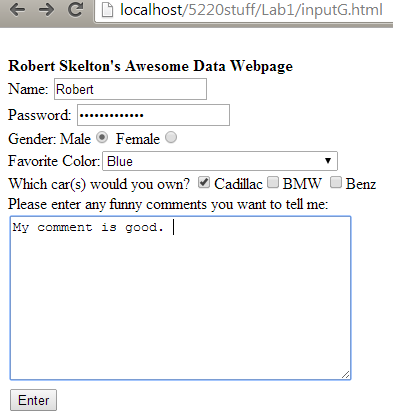 localhost/5220stuff/Lab1/inputG.html
Robert Skelton's Awesome Data Webpage
Name: Robert
Password: •••••••••••••
Gender: Male Female
Favorite Color: Blue
Which car(s) would you own? Cadillac BMW Benz
Please enter any funny comments you want to tell me:
My comment is good.
Enter